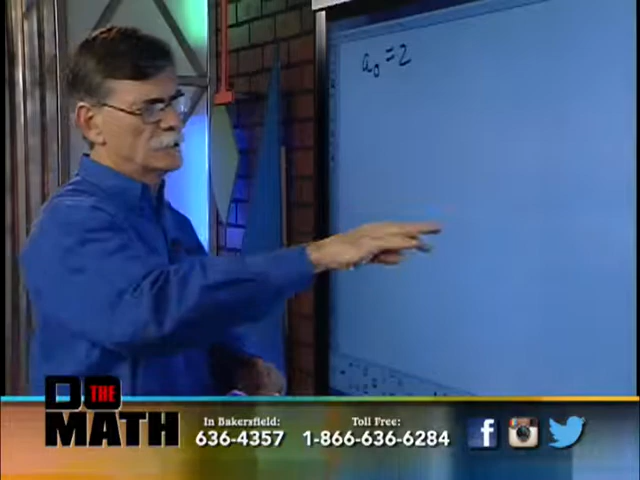 a₀ = 2
DO THE MATH
In Bakersfield:
636-4357
Toll Free:
1-866-636-6284